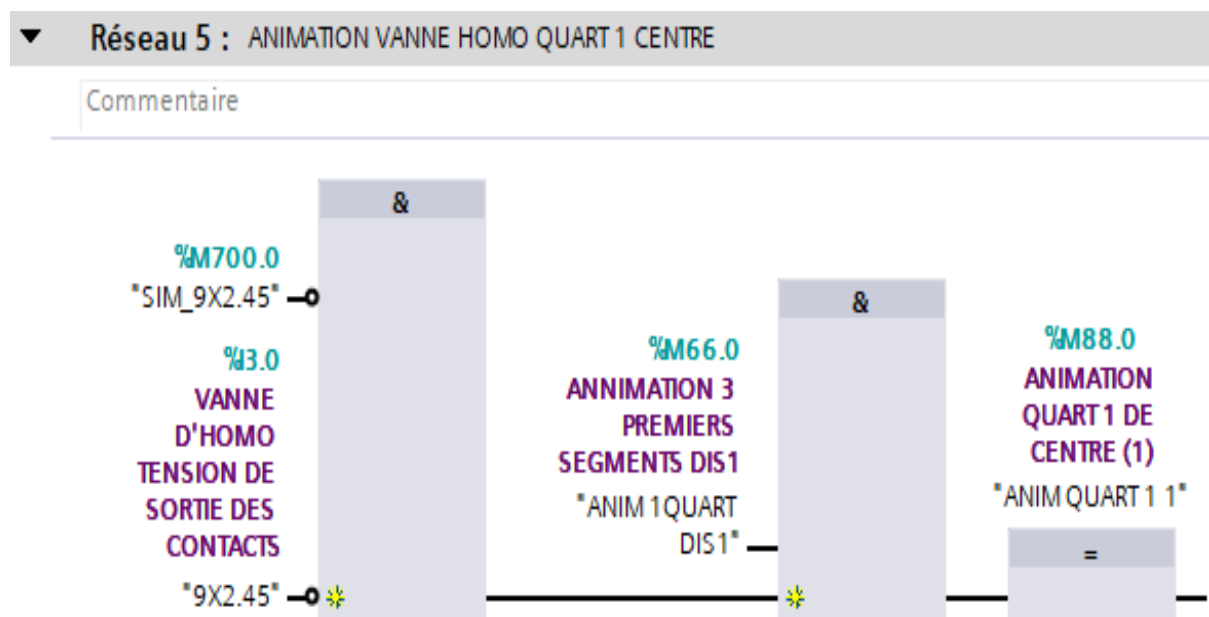 Réseau 5 : ANIMATION VANNE HOMO QUART 1 CENTRE
Commentaire
&
%M700.0
"SIM_9X2.45"
%I3.0
VANNE
D'HOMO
TENSION DE
SORTIE DES
CONTACTS
"9X2.45"
&
%M66.0
ANNIMATION 3
PREMIERS
SEGMENTS DIS1
"ANIM 1QUART
DIS1"
%M88.0
ANIMATION
QUART 1 DE
CENTRE (1)
"ANIM QUART 1 1"
=